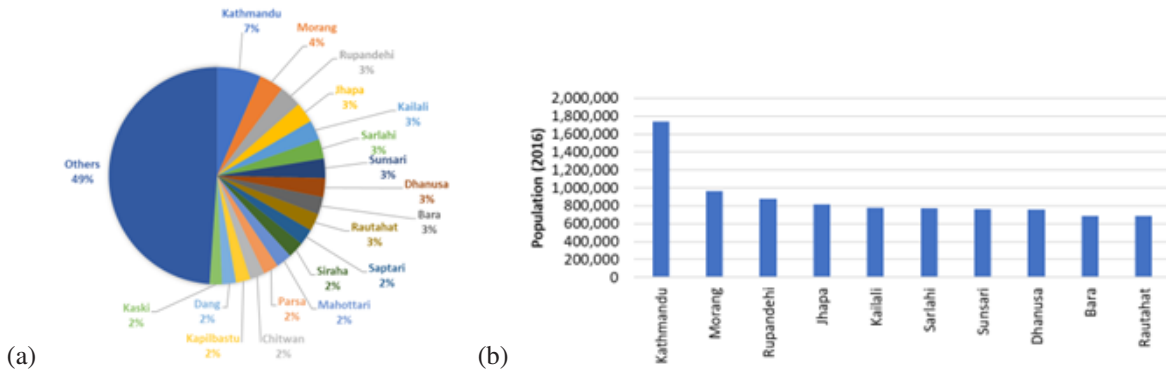 Kathmandu
7%
Morang
4%
Rupandehi
3%
Jhapa
3%
Kailali
3%
Sarlahi
3%
Sunsari
3%
Dhanusa
3%
Bara
3%
Rautahat
3%
Saptari
2%
Siraha
2%
Mahottari
2%
Parsa
2%
Chitwan
2%
Kapilbastu
2%
Dang
2%
Kaski
2%
Others
49%
(a)
Population (2016)
2,000,000
1,800,000
1,600,000
1,400,000
1,200,000
1,000,000
800,000
600,000
400,000
200,000
0
Kathmandu
Morang
Rupandehi
Jhapa
Kailali
Sarlahi
Sunsari
Dhanusa
Bara
Rautahat
(b)